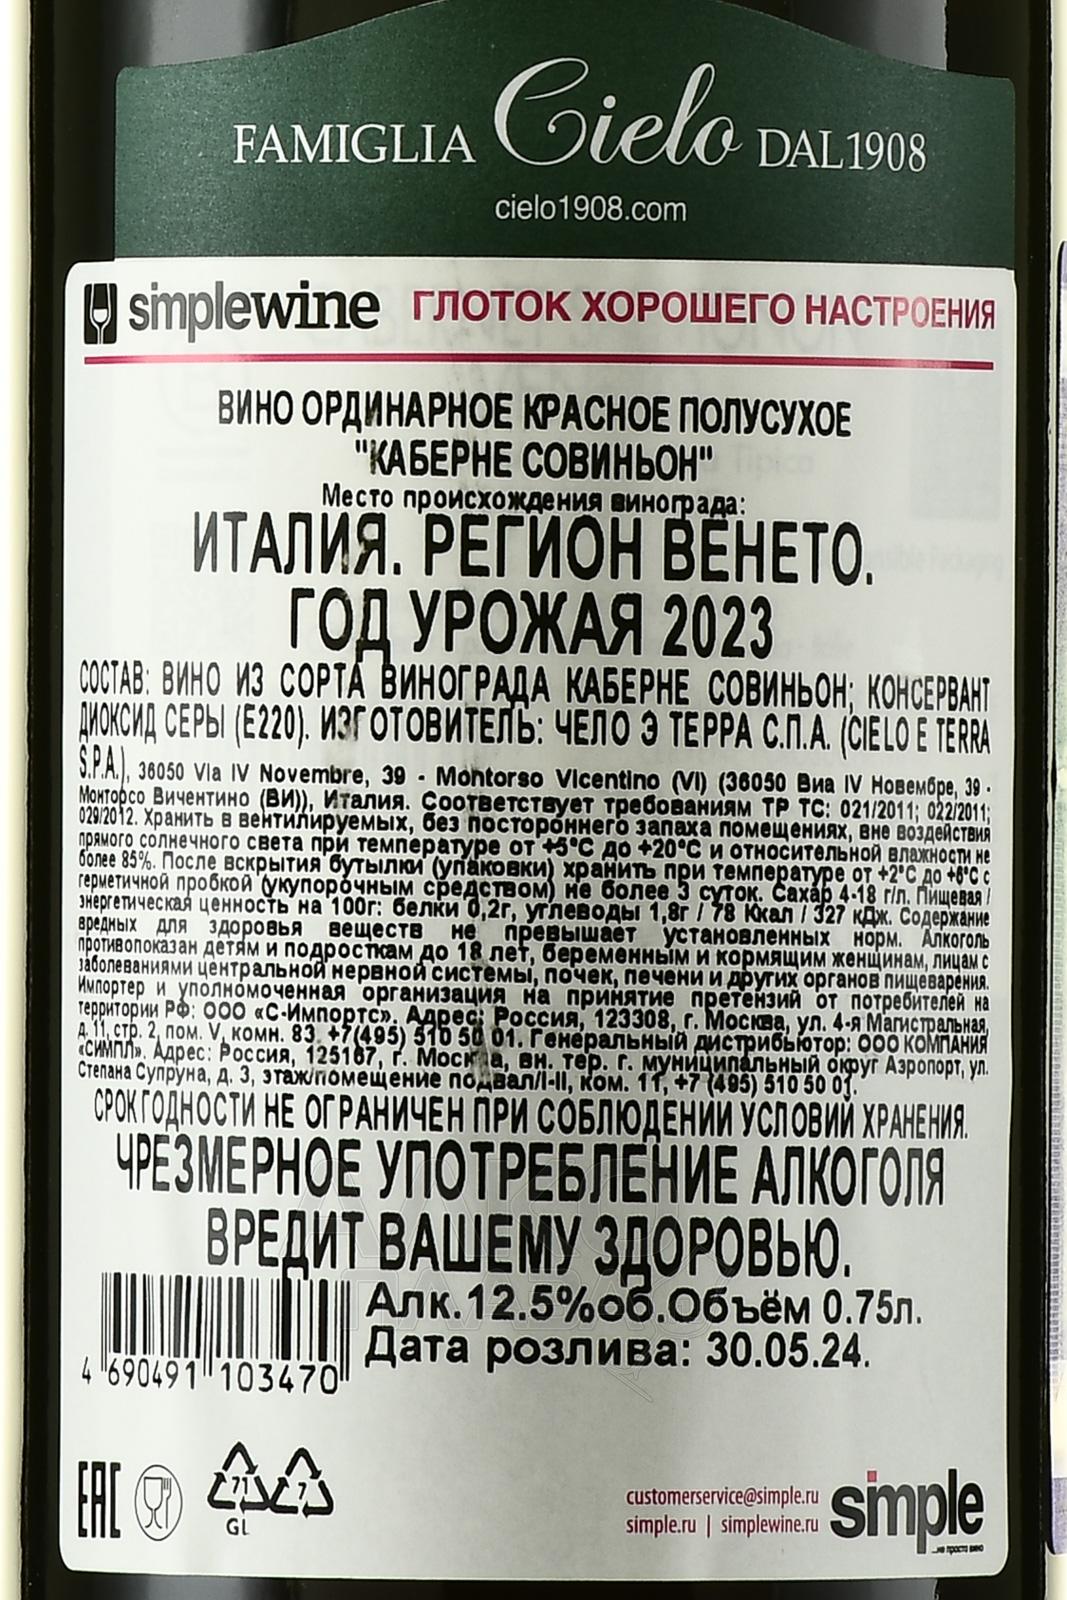 FAMIGLIA Cielo DAL 1908
cielo1908.com
simplewine ГЛОТОК ХОРОШЕГО НАСТРОЕНИЯ
ВИНО ОРДИНАРНОЕ КРАСНОЕ ПОЛУСУХОЕ
"КАБЕРНЕ СОВИНЬОН"
Место происхождения винограда:
ИТАЛИЯ. РЕГИОН ВЕНЕТО.
ГОД УРОЖАЯ 2023
СОСТАВ: ВИНО ИЗ СОРТА ВИНОГРАДА КАБЕРНЕ СОВИНЬОН; КОНСЕРВАНТ
ДИОКСИД СЕРЫ (Е220). ИЗГОТОВИТЕЛЬ: ЧЕЛО Э ТЕРРА С.П.А. (CIELO E TERRA
S.P.A.), 36050 Via IV Novembre, 39 - Montorso Vicentino (VI) (36050 Виа IV Новембре, 39 -
Монторсо Вичентино (ВИ)), Италия. Соответствует требованиям ТР ТС: 021/2011; 022/2011;
029/2012. Хранить в вентилируемых, без постороннего запаха помещениях, вне воздействия
прямого солнечного света при температуре от +5°С до +20°С и относительной влажности не
более 85%. После вскрытия бутылки (упаковки) хранить при температуре от +2°С до +6°С с
герметичной пробкой (укупорочным средством) не более 3 суток. Сахар 4-18 г/л. Пищевая /
энергетическая ценность на 100г: белки 0,2г, углеводы 1,8г / 78 Ккал / 327 кДж. Содержание
вредных для здоровья веществ не превышает установленных норм. Алкоголь
противопоказан детям и подросткам до 18 лет, беременным и кормящим женщинам, лицам с
заболеваниями центральной нервной системы, почек, печени и других органов пищеварения.
Импортер и уполномоченная организация на принятие претензий от потребителей на
территории РФ: ООО «С-Импортс». Адрес: Россия, 123308, г. Москва, ул. 4-я Магистральная,
д. 11, стр. 2, пом. V, комн. 83, +7(495) 510 50 01. Генеральный дистрибьютор: ООО КОМПАНИЯ
«СИМПЛ». Адрес: Россия, 125167, г. Москва, вн. тер. г. муниципальный округ Аэропорт, ул.
Степана Супруна, д. 3, этаж/помещение подвал/I-II, ком. 11, +7 (495) 510 50 01.
СРОК ГОДНОСТИ НЕ ОГРАНИЧЕН ПРИ СОБЛЮДЕНИИ УСЛОВИЙ ХРАНЕНИЯ.
ЧРЕЗМЕРНОЕ УПОТРЕБЛЕНИЕ АЛКОГОЛЯ
ВРЕДИТ ВАШЕМУ ЗДОРОВЬЮ.
Алк.12.5%об.Объём 0.75л.
Дата розлива: 30.05.24.
4 690491 103470
EAC
71 7
GL
customerservice@simple.ru
simple.ru | simplewine.ru
simple
...не просто вино